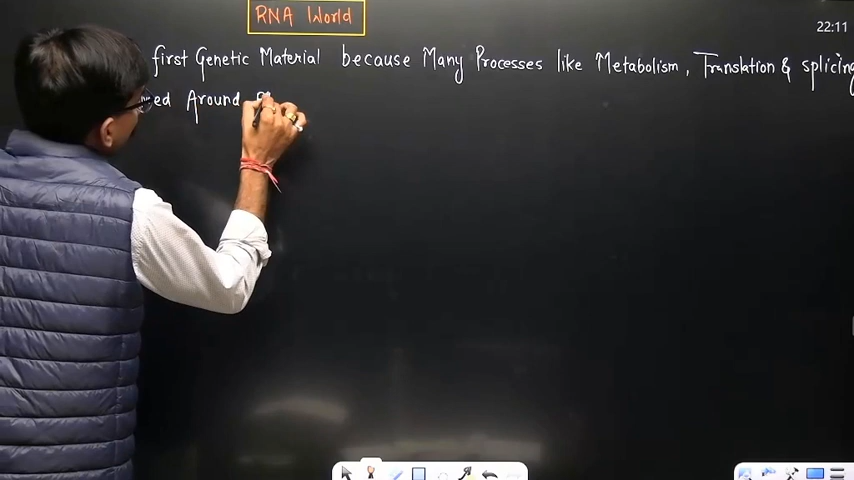 RNA World
22:11
first Genetic Material because Many Processes like Metabolism, Translation & splicing
Around